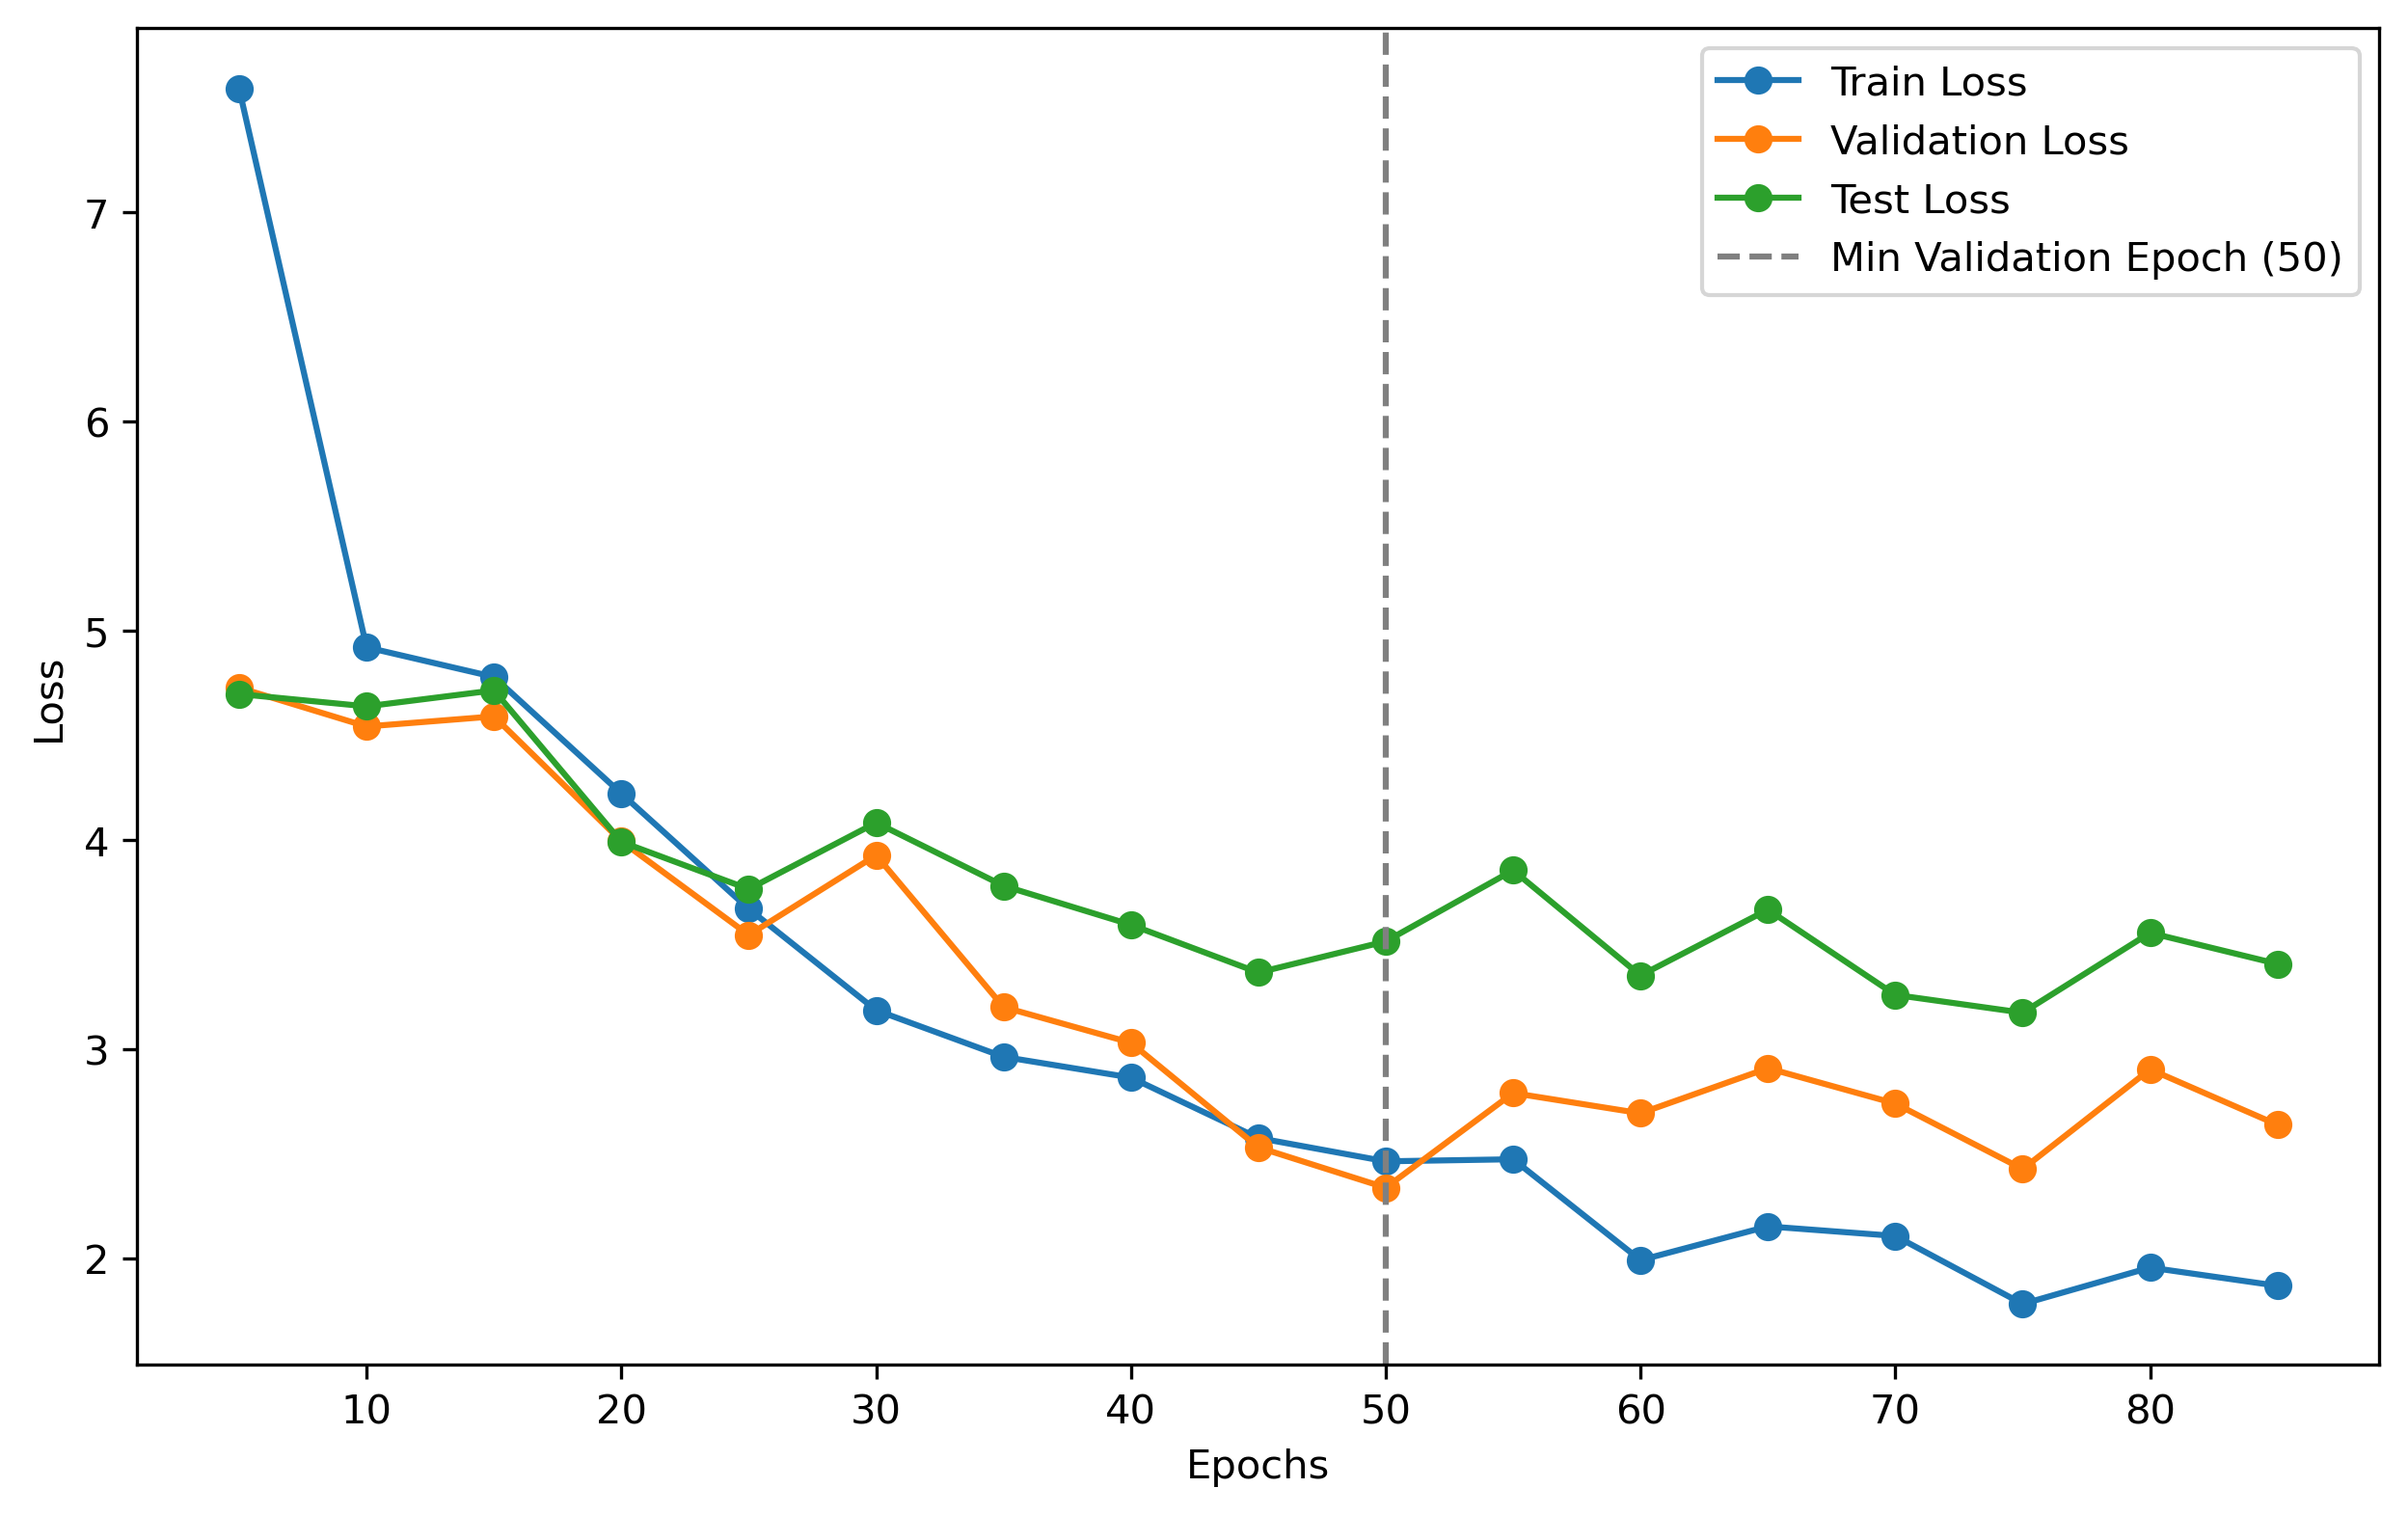 Train Loss
Validation Loss
Test Loss
Min Validation Epoch (50)
7
6
5
4
3
2
Loss
10 20 30 40 50 60 70 80
Epochs